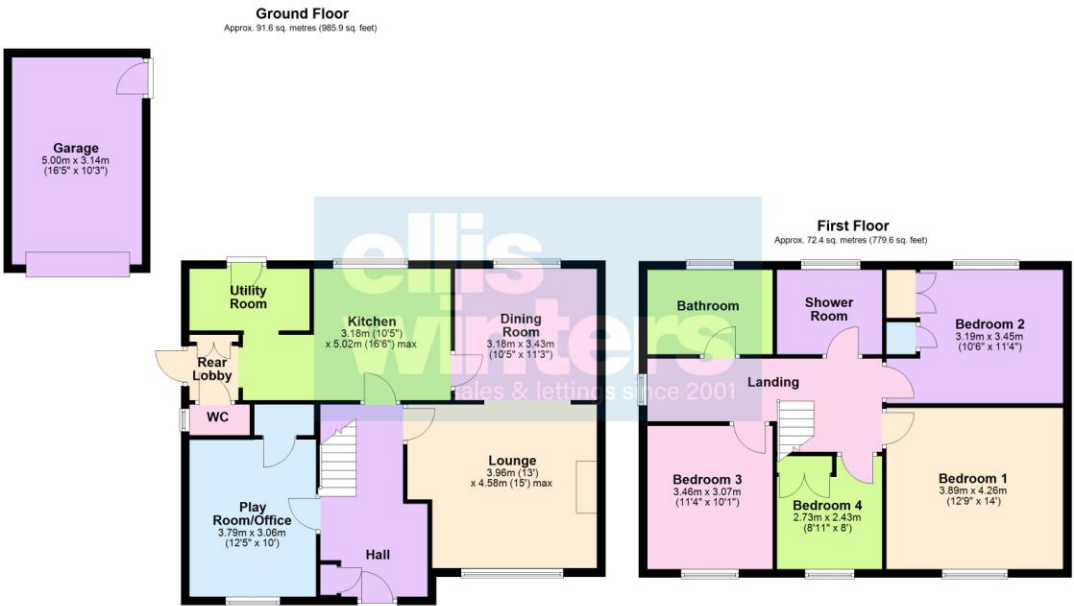 Ground Floor
Approx. 91.6 sq. metres (985.9 sq. feet)
Garage
5.00m x 3.14m
(16'5" x 10'3")
Utility
Room
Kitchen
3.18m (10'5")
x 5.02m (16'6") max
Dining
Room
3.18m x 3.43m
(10'5" x 11'3")
Rear
Lobby
WC
Lounge
3.96m (13')
x 4.58m (15') max
Play
Room/Office
3.79m x 3.06m
(12'5" x 10')
Hall
First Floor
Approx. 72.4 sq. metres (779.6 sq. feet)
Bathroom
Shower
Room
Bedroom 2
3.19m x 3.45m
(10'6" x 11'4")
Landing
Bedroom 3
3.46m x 3.07m
(11'4" x 10'1")
Bedroom 4
2.73m x 2.43m
(8'11" x 8')
Bedroom 1
3.89m x 4.26m
(12'9" x 14')
ellis
winters
sales & lettings since 2001